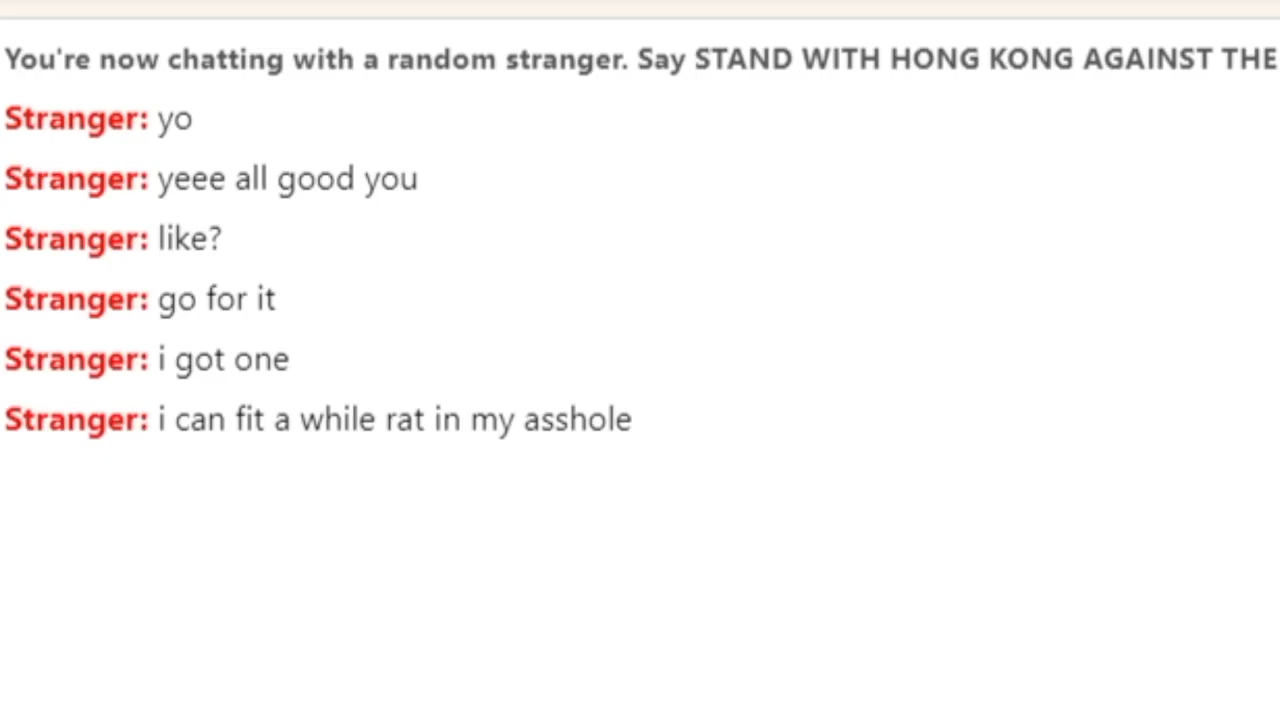 You're now chatting with a random stranger. Say STAND WITH HONG KONG AGAINST THE
Stranger: yo
Stranger: yeee all good you
Stranger: like?
Stranger: go for it
Stranger: i got one
Stranger: i can fit a while rat in my asshole